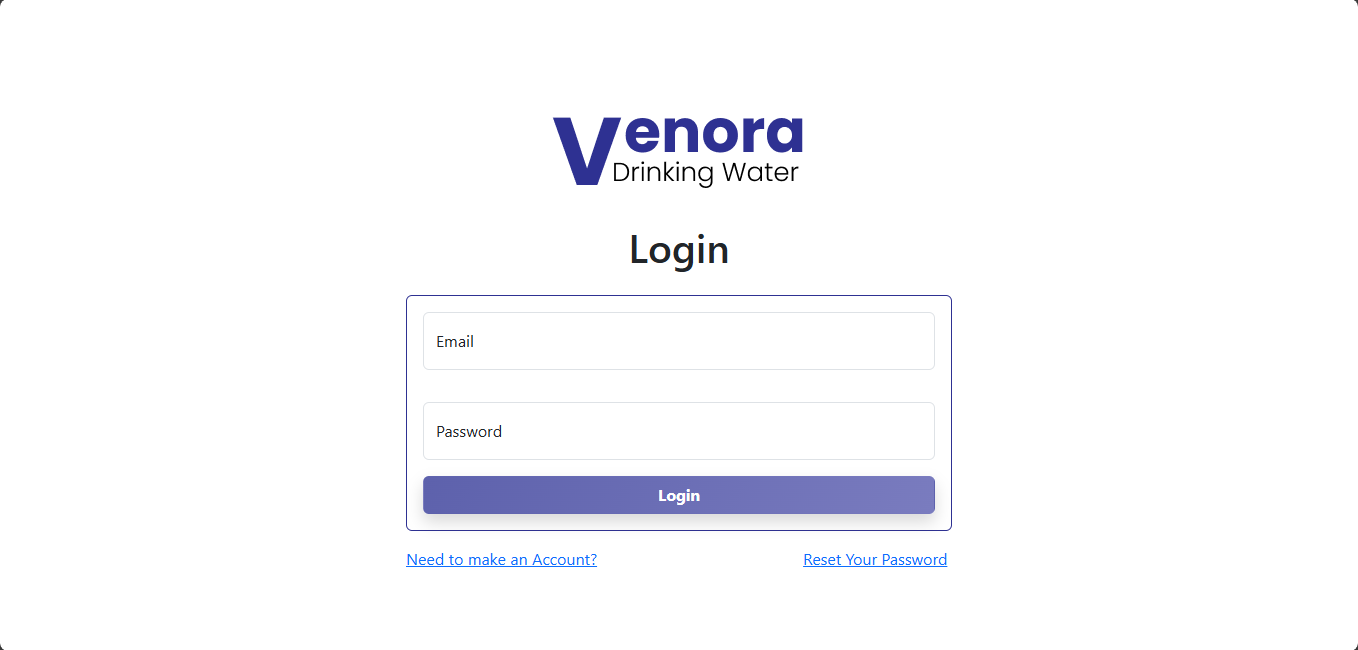 Venora
Drinking Water
Login
Email
Password
Login
Need to make an Account? Reset Your Password